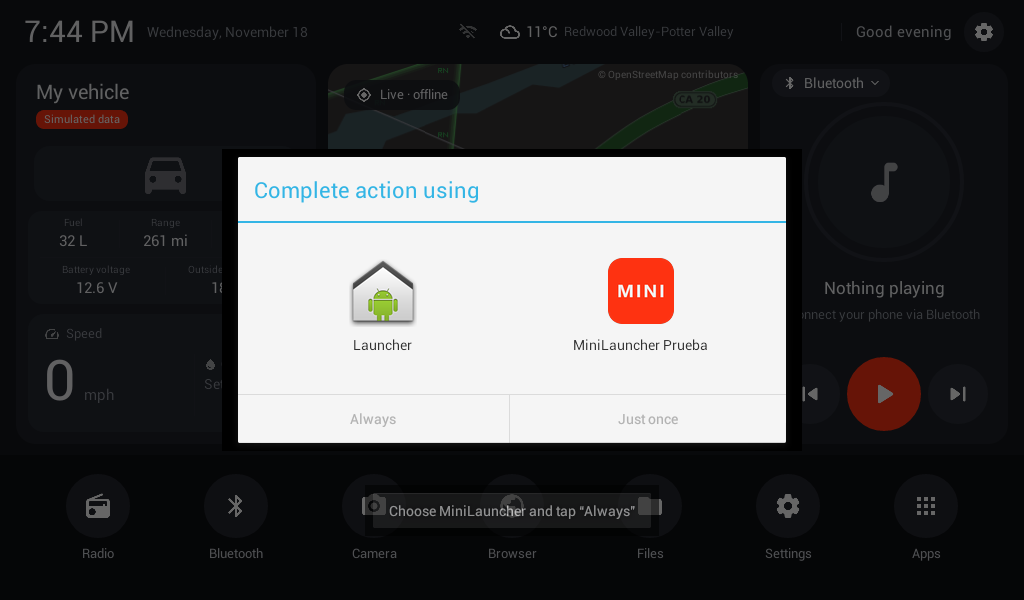 7:44 PM
Wednesday, November 18
11°C
Redwood Valley-Potter Valley
Good evening
My vehicle
Simulated data
Live · offline
© OpenStreetMap contributors
RN
CA 20
RN
Bluetooth
Complete action using
Launcher
MINI
MiniLauncher Prueba
Always
Just once
Fuel
32 L
Range
261 mi
Battery voltage
12.6 V
Outside
18
Speed
0 mph
Set
Nothing playing
onnect your phone via Bluetooth
Choose MiniLauncher and tap “Always”
Radio
Bluetooth
Camera
Browser
Files
Settings
Apps